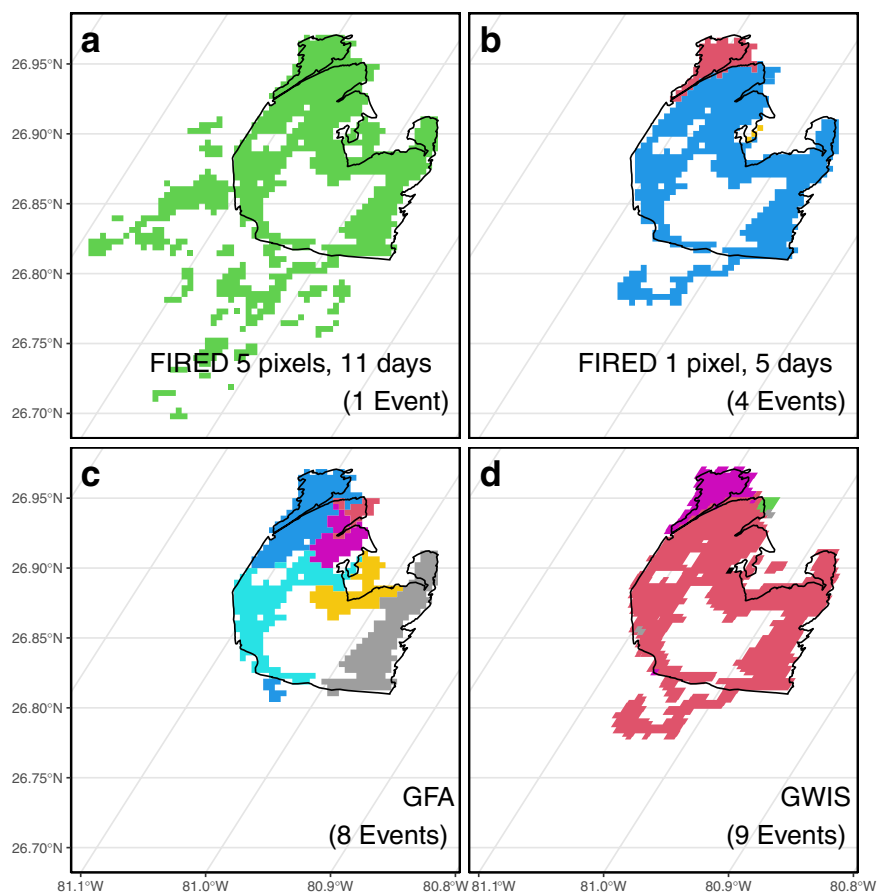 a
b
26.95°N
26.90°N
26.85°N
26.80°N
26.75°N
26.70°N
FIRED 5 pixels, 11 days
(1 Event)
FIRED 1 pixel, 5 days
(4 Events)
c
d
26.95°N
26.90°N
26.85°N
26.80°N
26.75°N
26.70°N
GFA
(8 Events)
GWIS
(9 Events)
81.1°W 81.0°W 80.9°W 80.8°W 81.1°W 81.0°W 80.9°W 80.8°W